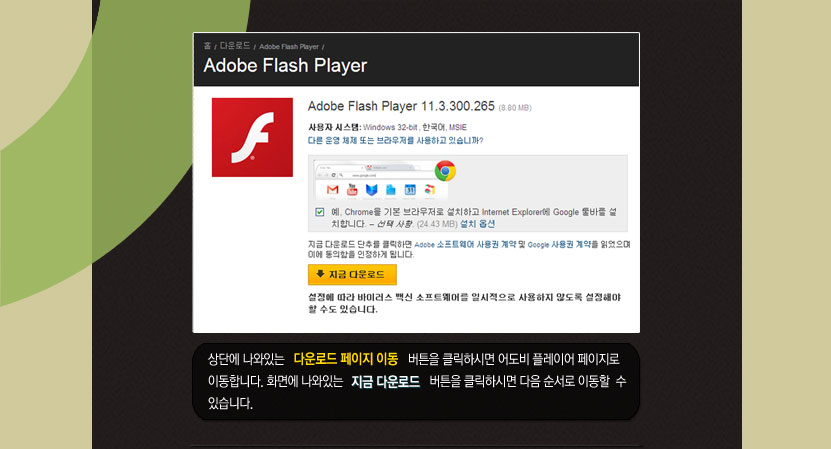 홈 / 다운로드 / Adobe Flash Player /
Adobe Flash Player
Adobe Flash Player 11.3.300.265 (8.80 MB)
사용자 시스템: Windows 32-bit , 한국어, MSIE
다른 운영 체제 또는 브라우저를 사용하고 있습니까?
예, Chrome을 기본 브라우저로 설치하고 Internet Explorer에 Google 툴바를 설
치합니다. – 선택 사항. (24.43 MB) 설치 옵션
지금 다운로드 단추를 클릭하면 Adobe 소프트웨어 사용권 계약 및 Google 사용권 계약을 읽었으며
이에 동의함을 인정하게 됩니다.
지금 다운로드
설정에 따라 바이러스 백신 소프트웨어를 일시적으로 사용하지 않도록 설정해야
할 수도 있습니다.
상단에 나와있는 다운로드 페이지 이동 버튼을 클릭하시면 어도비 플레이어 페이지로
이동합니다. 화면에 나와있는 지금 다운로드 버튼을 클릭하시면 다음 순서로 이동할 수
있습니다.